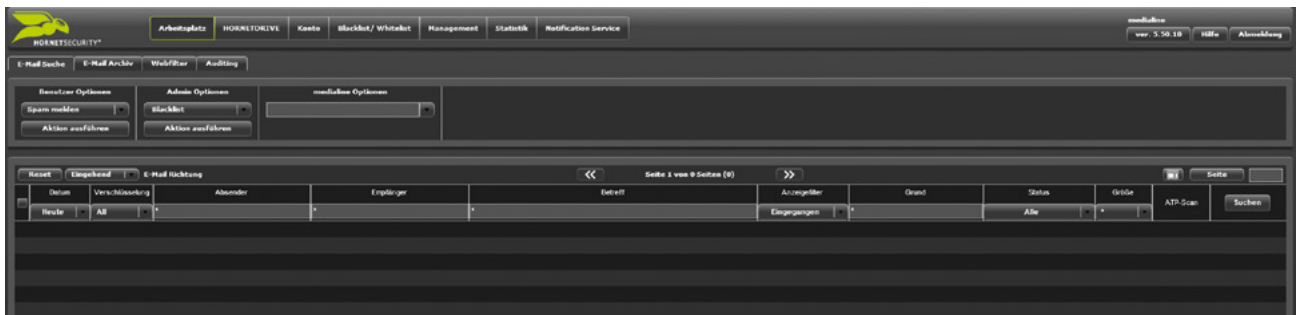 HORNETSECURITY®
Arbeitsplatz HORNETDRIVE Konto Blacklist/ Whitelist Management Statistik Notification Service
medialine
ver. 5.50.10 Hilfe Abmeldung
E-Mail Suche E-Mail Archiv Webfilter Auditing
Benutzer Optionen Admin Optionen medialine Optionen
Spam melden Blacklist
Aktion ausführen Aktion ausführen
Reset Eingehend E-Mail Richtung Seite 1 von 0 Seiten (0) Seite
Datum Verschlüsselung Absender Empfänger Betreff Anzeigefilter Grund Status Größe ATP-Scan
Heute All * * * Eingegangen * Alle * Suchen